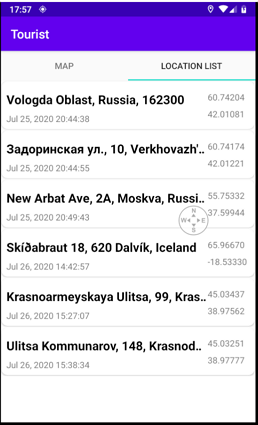 17:57
Tourist
MAP
LOCATION LIST
Vologda Oblast, Russia, 162300
60.74204
Jul 25, 2020 20:44:38
42.01081
Задоринская ул., 10, Verkhovazh'..
60.74174
Jul 25, 2020 20:44:55
42.01221
New Arbat Ave, 2A, Moskva, Russi..
55.75332
Jul 25, 2020 20:49:43
37.59944
N
W E
S
Skíðabraut 18, 620 Dalvík, Iceland
65.96670
Jul 26, 2020 14:42:57
-18.53330
Krasnoarmeyskaya Ulitsa, 99, Kras..
45.03437
Jul 26, 2020 15:27:07
38.97562
Ulitsa Kommunarov, 148, Krasnod..
45.03251
Jul 26, 2020 15:38:34
38.97777